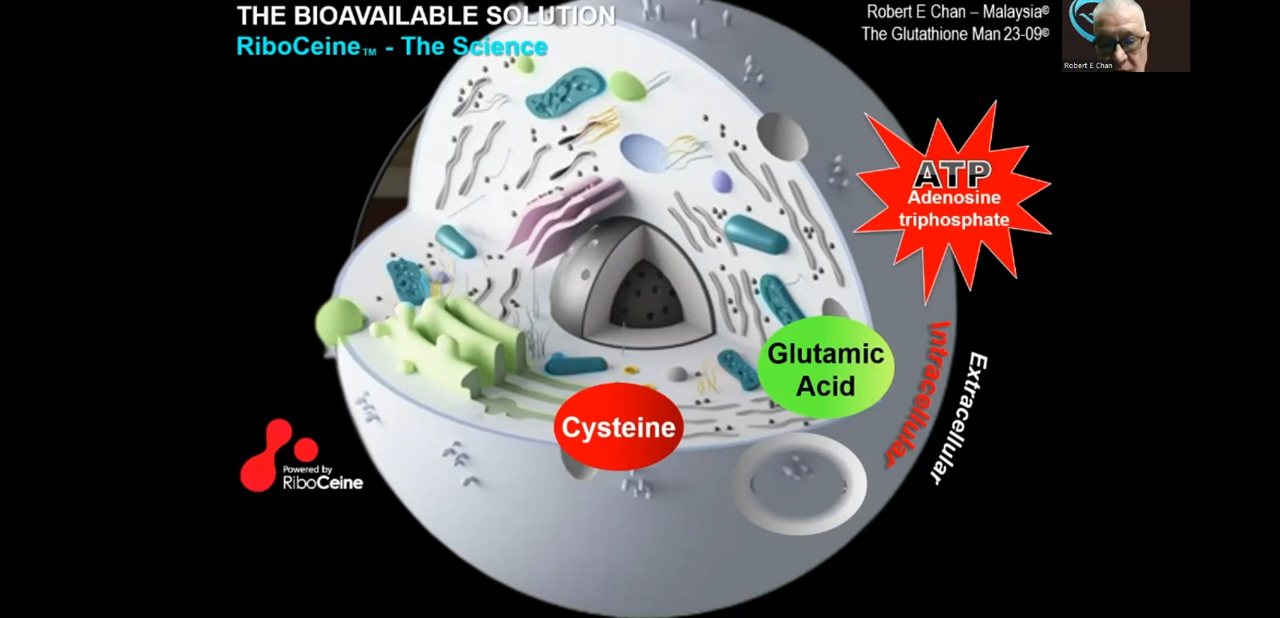 THE BIOAVAILABLE SOLUTION
RiboCeine™ - The Science
Robert E Chan – Malaysia©
The Glutathione Man 23-09©
Robert E Chan
ATP
Adenosine
triphosphate
Glutamic
Acid
Cysteine
Intracellular
Extracellular
Powered by
RiboCeine